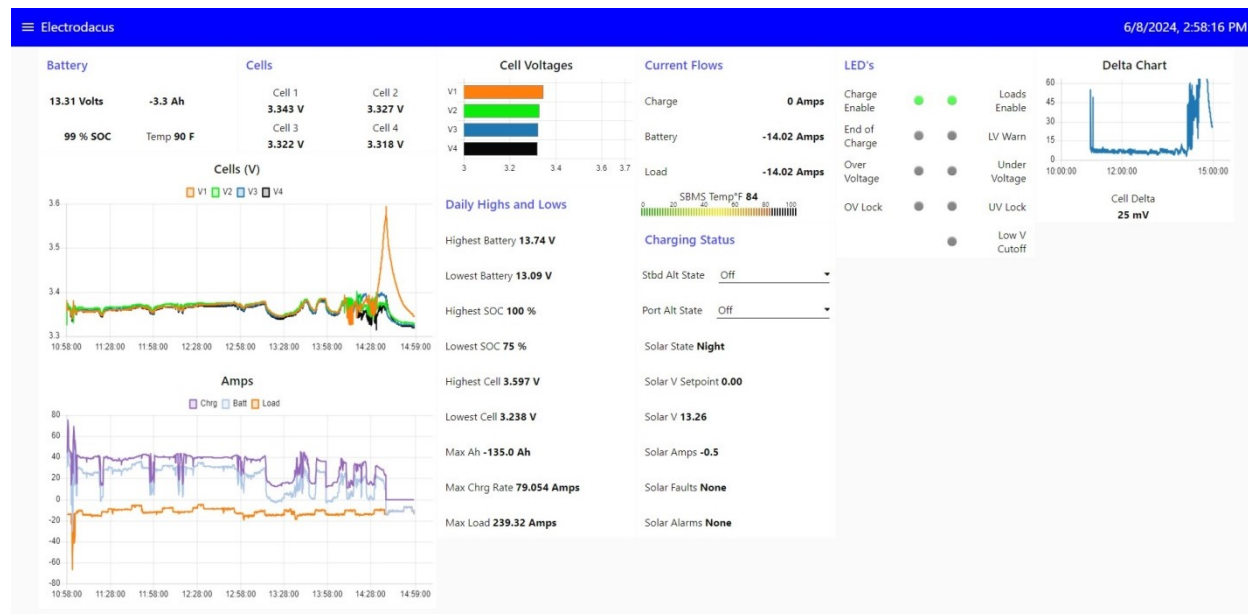 Electrodacus
6/8/2024, 2:58:16 PM
Battery
13.31 Volts -3.3 Ah
99 % SOC Temp 90 F
Cells
Cell 1 Cell 2
3.343 V 3.327 V
Cell 3 Cell 4
3.322 V 3.318 V
Cells (V)
V1 V2 V3 V4
3.6
3.5
3.4
3.3
10:58:00 11:28:00 11:58:00 12:28:00 12:58:00 13:28:00 13:58:00 14:28:00 14:59:00
Amps
Chrg Batt Load
80
60
40
20
0
-20
-40
-60
-80
10:58:00 11:28:00 11:58:00 12:28:00 12:58:00 13:28:00 13:58:00 14:28:00 14:59:00
Cell Voltages
V1
V2
V3
V4
3 3.2 3.4 3.6 3.7
Daily Highs and Lows
Highest Battery 13.74 V
Lowest Battery 13.09 V
Highest SOC 100 %
Lowest SOC 75 %
Highest Cell 3.597 V
Lowest Cell 3.238 V
Max Ah -135.0 Ah
Max Chrg Rate 79.054 Amps
Max Load 239.32 Amps
Current Flows
Charge 0 Amps
Battery -14.02 Amps
Load -14.02 Amps
SBMS Temp°F 84
0 20 40 60 80 100
Charging Status
Stbd Alt State Off
Port Alt State Off
Solar State Night
Solar V Setpoint 0.00
Solar V 13.26
Solar Amps -0.5
Solar Faults None
Solar Alarms None
LED's
Charge Enable Loads Enable
End of Charge LV Warn
Over Voltage Under Voltage
OV Lock UV Lock
Low V Cutoff
Delta Chart
60
45
30
15
0
10:00:00 12:00:00 15:00:00
Cell Delta
25 mV